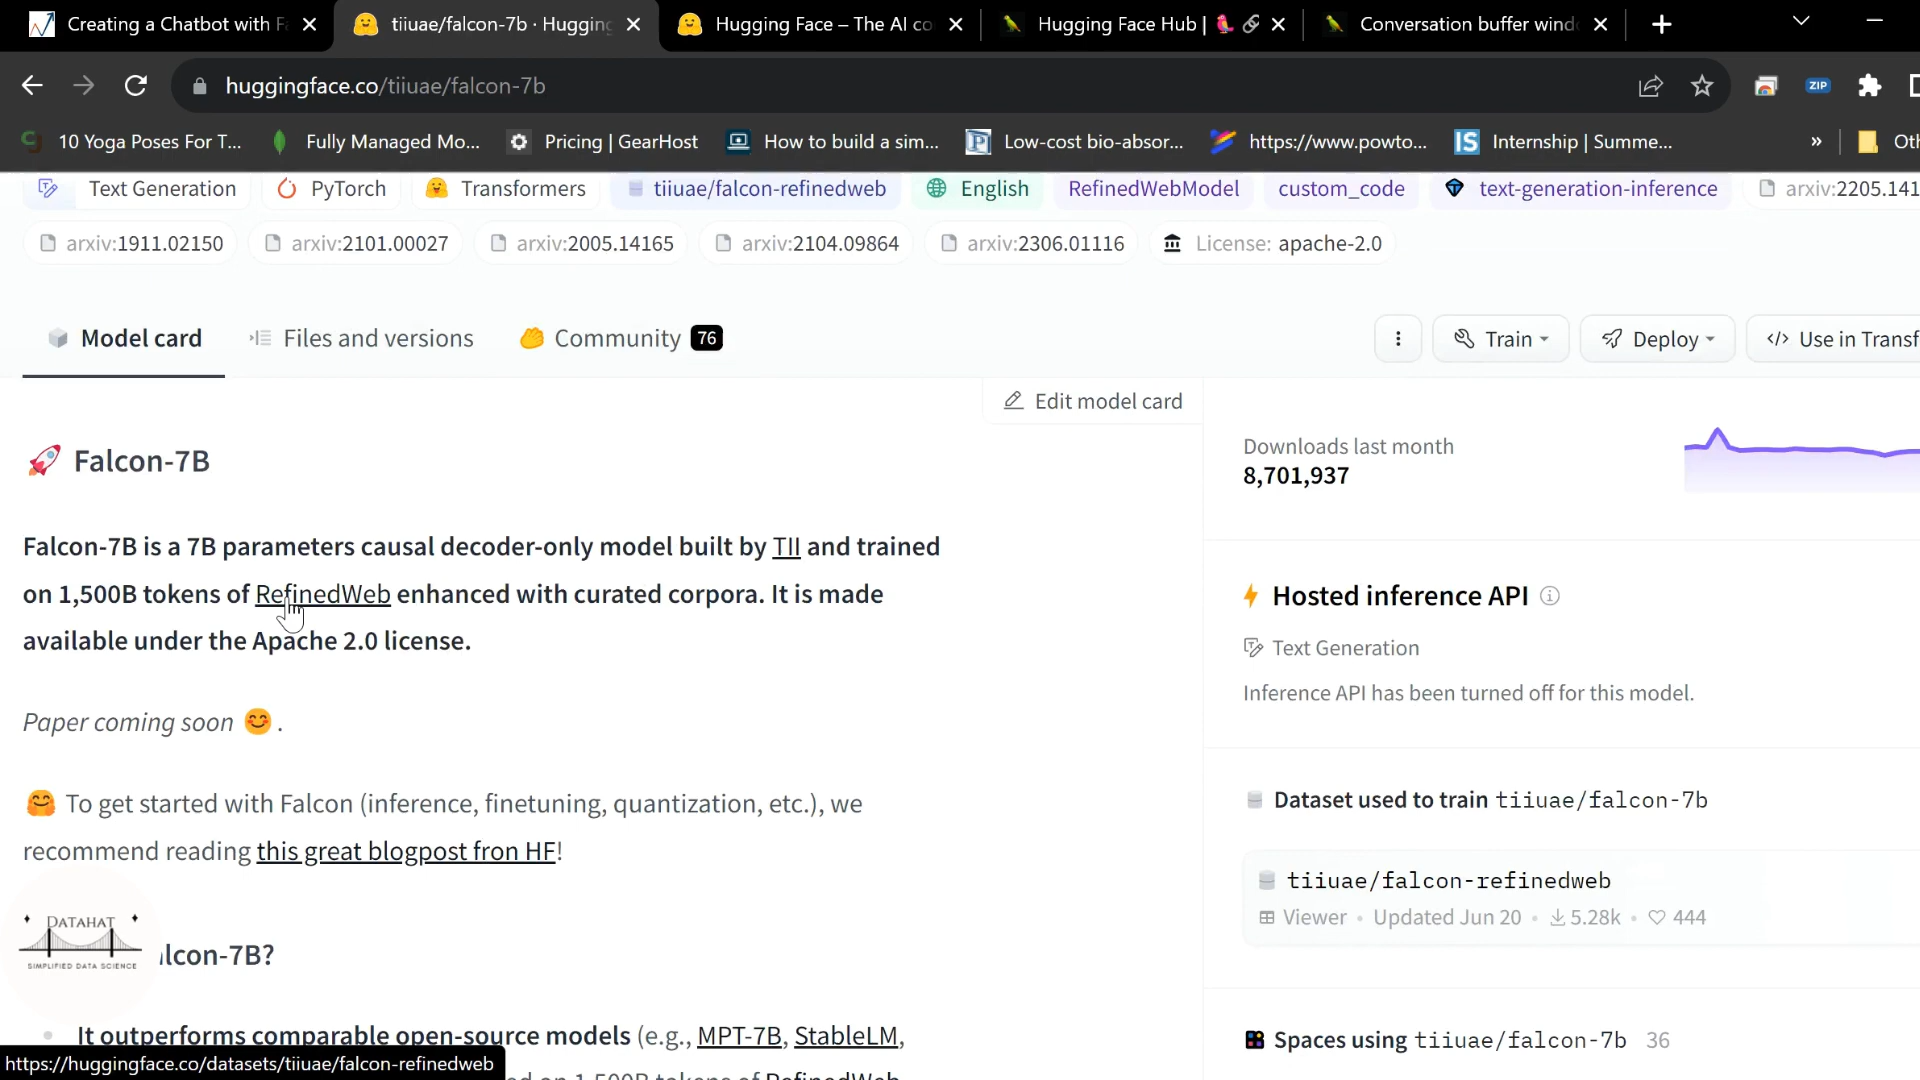 Creating a Chatbot with F
tiiuae/falcon-7b · Hugging
Hugging Face – The AI co
Hugging Face Hub | 🦜🔗
Conversation buffer wind
huggingface.co/tiiuae/falcon-7b
ZIP
10 Yoga Poses For T...
Fully Managed Mo...
Pricing | GearHost
How to build a sim...
Low-cost bio-absor...
https://www.powto...
IS Internship | Summe...
»
Oth
Text Generation
PyTorch
Transformers
tiiuae/falcon-refinedweb
English
RefinedWebModel
custom_code
text-generation-inference
arxiv:2205.141
arxiv:1911.02150
arxiv:2101.00027
arxiv:2005.14165
arxiv:2104.09864
arxiv:2306.01116
License: apache-2.0
Model card
Files and versions
Community 76
Train
Deploy
</> Use in Transf
Edit model card
🚀 Falcon-7B
Falcon-7B is a 7B parameters causal decoder-only model built by TII and trained
on 1,500B tokens of RefinedWeb enhanced with curated corpora. It is made
available under the Apache 2.0 license.
Paper coming soon 😊.
🤗 To get started with Falcon (inference, finetuning, quantization, etc.), we
recommend reading this great blogpost fron HF!
DATAHAT
SIMPLIFIED DATA SCIENCE
lcon-7B?
It outperforms comparable open-source models (e.g., MPT-7B, StableLM,
ed on 1,500B tokens of RefinedWeb
https://huggingface.co/datasets/tiiuae/falcon-refinedweb
Downloads last month
8,701,937
Hosted inference API
Text Generation
Inference API has been turned off for this model.
Dataset used to train tiiuae/falcon-7b
tiiuae/falcon-refinedweb
Viewer • Updated Jun 20 • 5.28k • 444
Spaces using tiiuae/falcon-7b 36